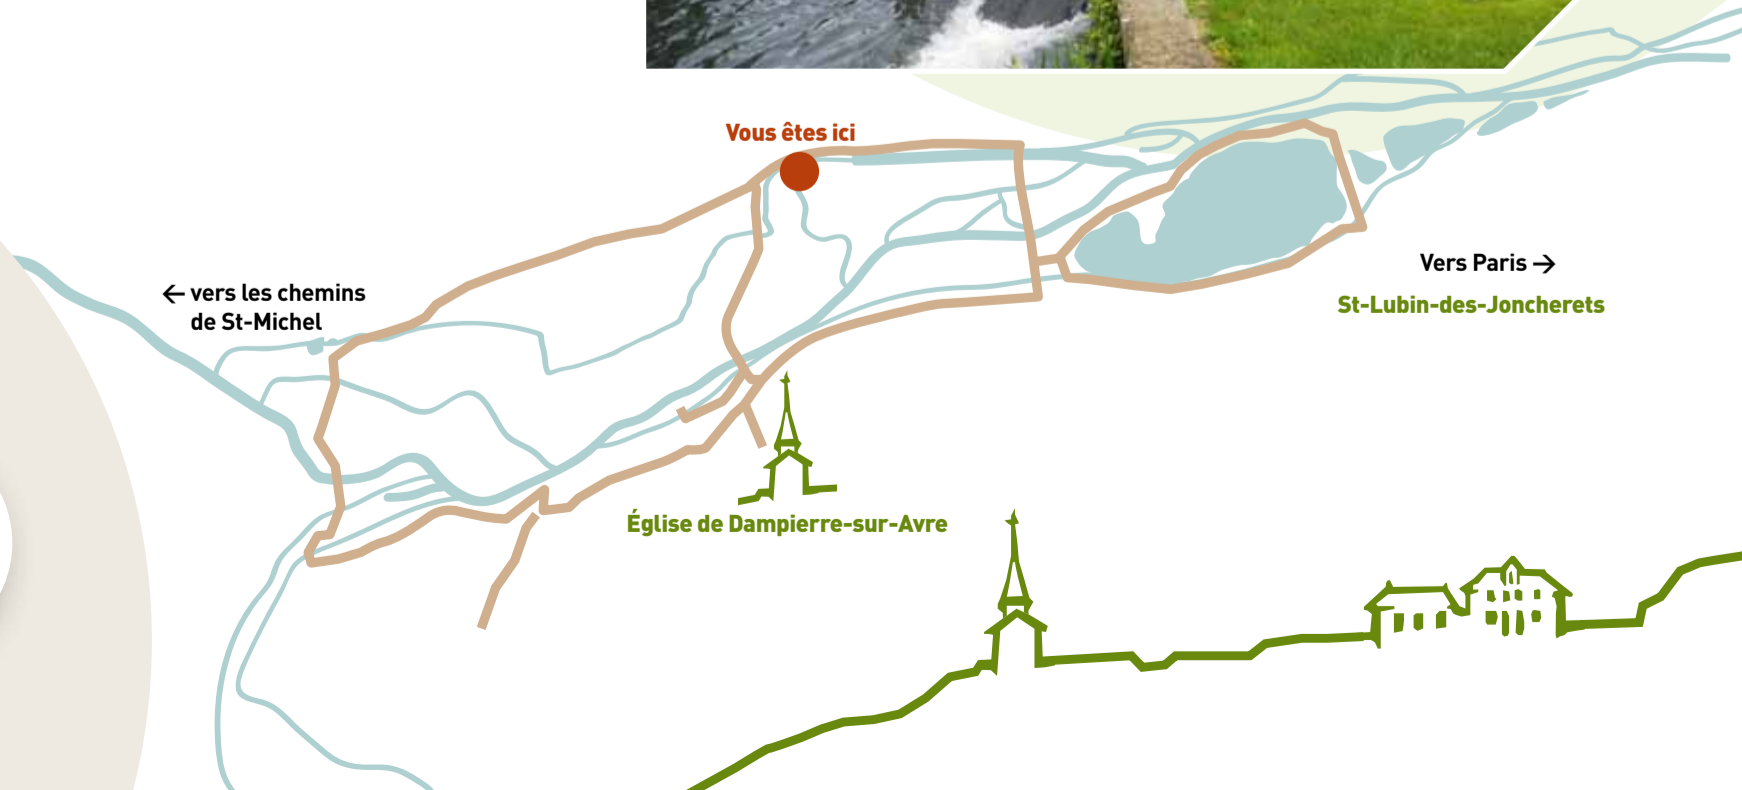 Vous êtes ici
← vers les chemins
de St-Michel
Vers Paris →
St-Lubin-des-Joncherets
Église de Dampierre-sur-Avre